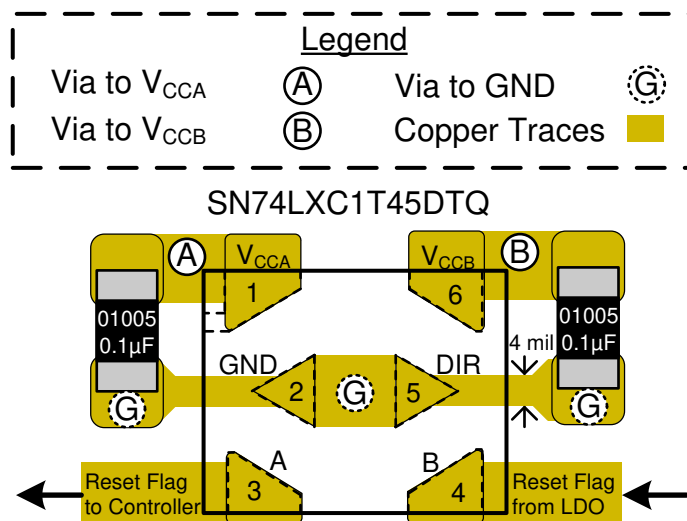 Legend
Via to VCCA A Via to GND G
Via to VCCB B Copper Traces
SN74LXC1T45DTQ
A B
VCCA VCCB
1 6
01005 01005
0.1µF 0.1µF
4 mil
GND DIR
2 G 5
G G
A B
Reset Flag to Controller 3 4 Reset Flag from LDO